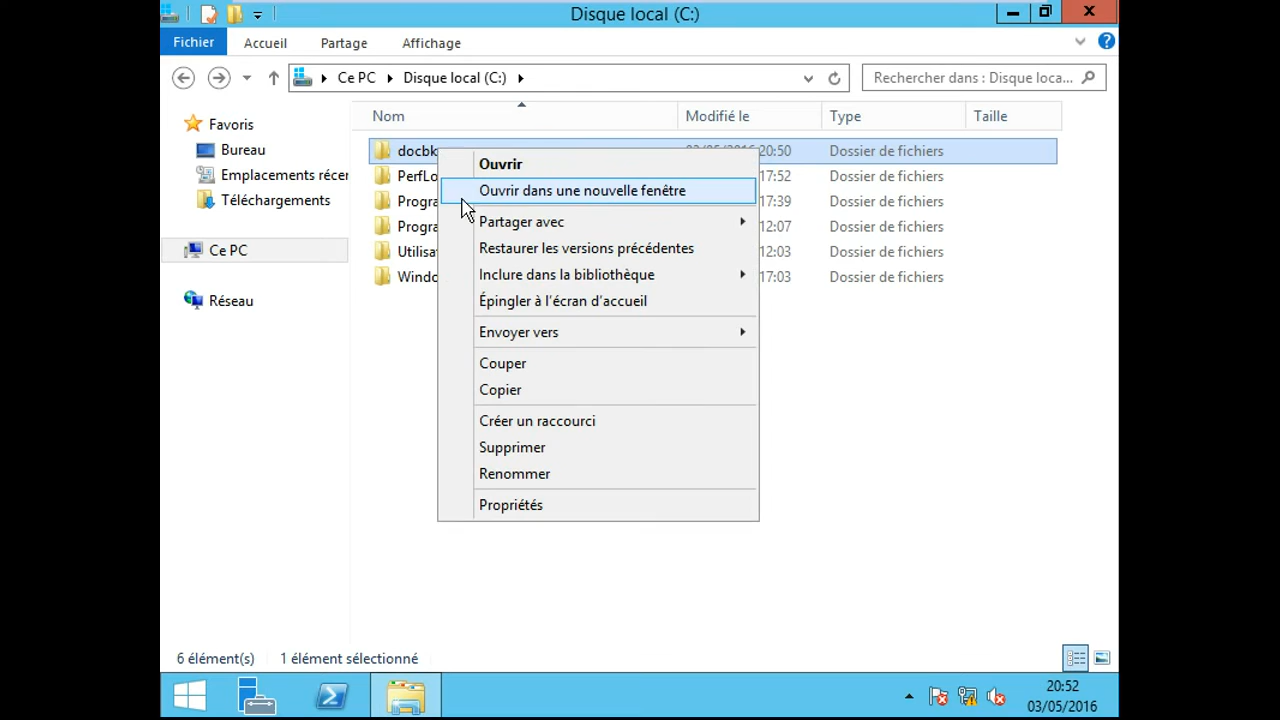 Disque local (C:)
Fichier Accueil Partage Affichage
Ce PC Disque local (C:) Rechercher dans : Disque loca...
Nom Modifié le Type Taille
Favoris
Bureau
Emplacements récer
Téléchargements
Ce PC
Réseau
docbk 20:50 Dossier de fichiers
PerfLo 17:52 Dossier de fichiers
Progra 17:39 Dossier de fichiers
Progra 12:07 Dossier de fichiers
Utilisat 12:03 Dossier de fichiers
Windo 17:03 Dossier de fichiers
Ouvrir
Ouvrir dans une nouvelle fenêtre
Partager avec
Restaurer les versions précédentes
Inclure dans la bibliothèque
Épingler à l'écran d'accueil
Envoyer vers
Couper
Copier
Créer un raccourci
Supprimer
Renommer
Propriétés
6 élément(s) 1 élément sélectionné
20:52
03/05/2016